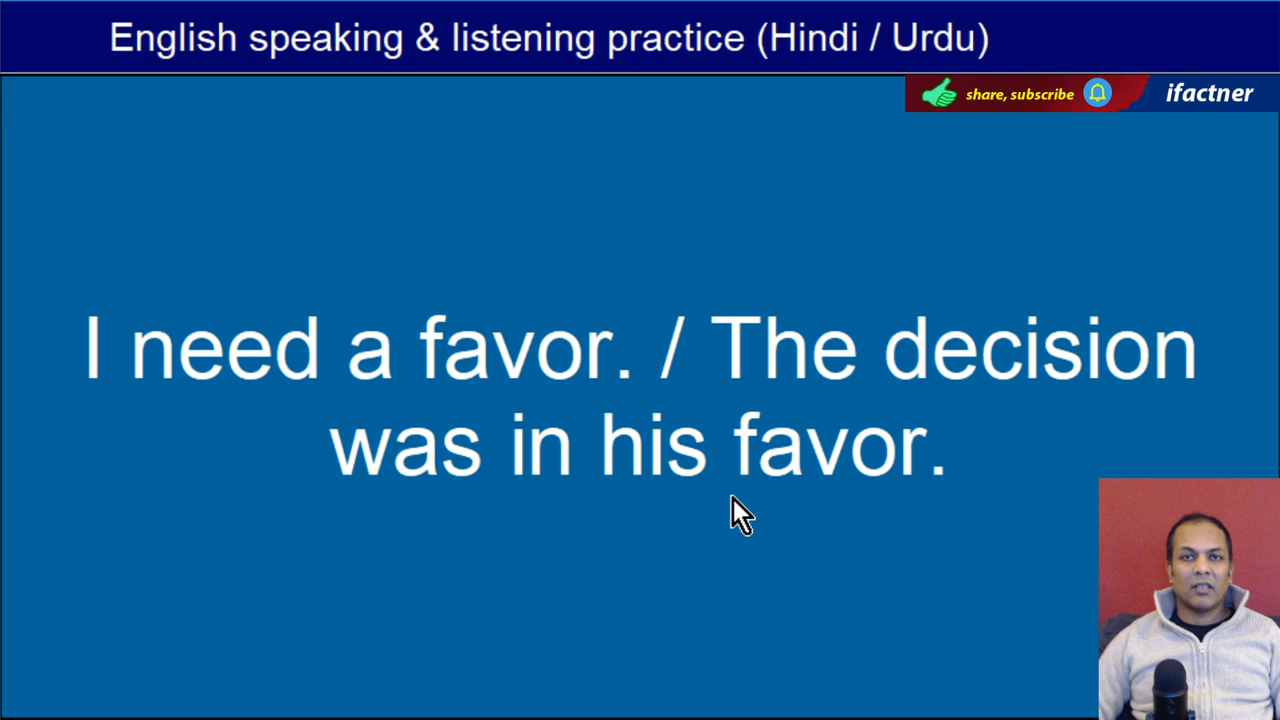 English speaking & listening practice (Hindi / Urdu)
share, subscribe
ifactner
I need a favor. / The decision
was in his favor.